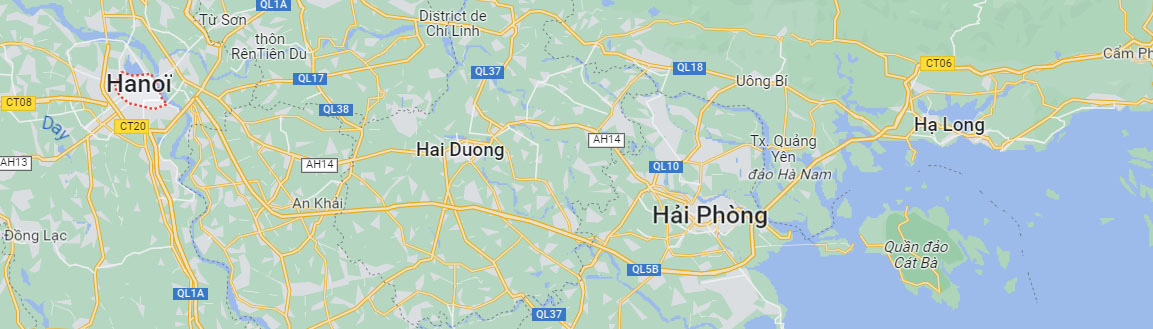 QL1A
Từ Sơn
District de
Chí Linh
thôn
RênTiên Du
Hanoï
QL17
QL37
QL18
Uông Bí
CT06
Cẩm Ph
CT08
QL38
Day
CT20
AH14
Hạ Long
AH13
AH14
Hai Duong
QL10
Tx. Quảng
Yên
đảo Hà Nam
An Khải
Hải Phòng
Đồng Lạc
Quần đảo
Cát Bà
QL5B
QL1A
QL37